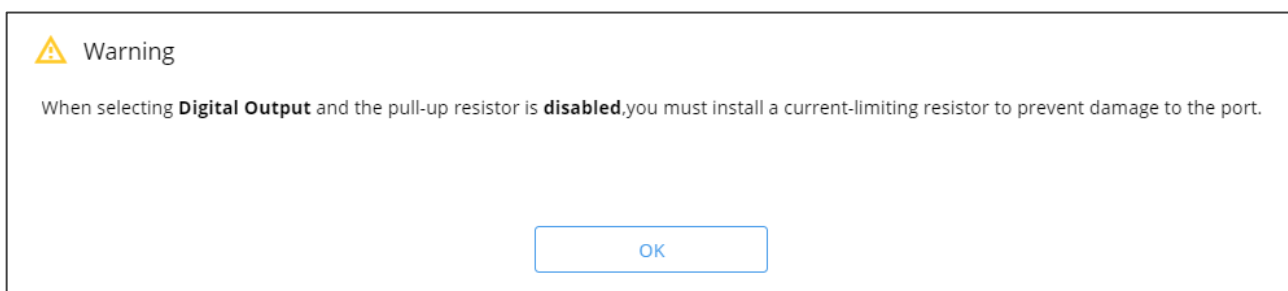 Warning
When selecting Digital Output and the pull-up resistor is disabled,you must install a current-limiting resistor to prevent damage to the port.
OK